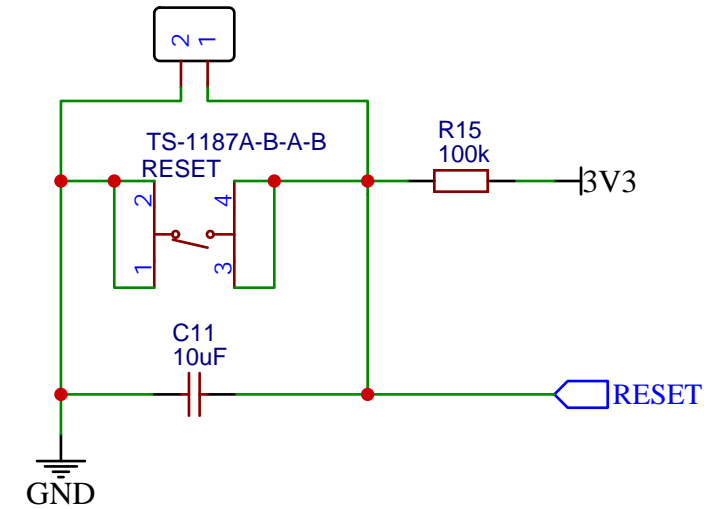 2 1
TS-1187A-B-A-B
RESET
R15
100k
3V3
2
4
1
3
C11
10uF
RESET
GND